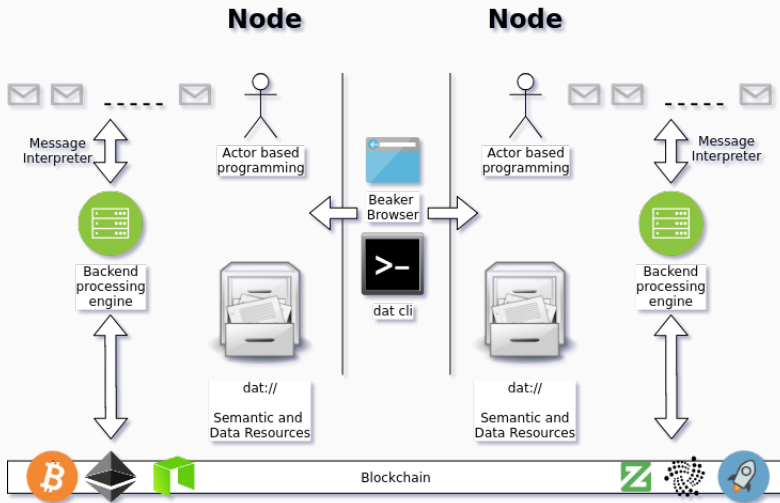 Node
Node
Message
Interpreter
Actor based
programming
Actor based
programming
Message
Interpreter
Beaker
Browser
Backend
processing
engine
>_
dat cli
Backend
processing
engine
dat://
Semantic and
Data Resources
dat://
Semantic and
Data Resources
Blockchain